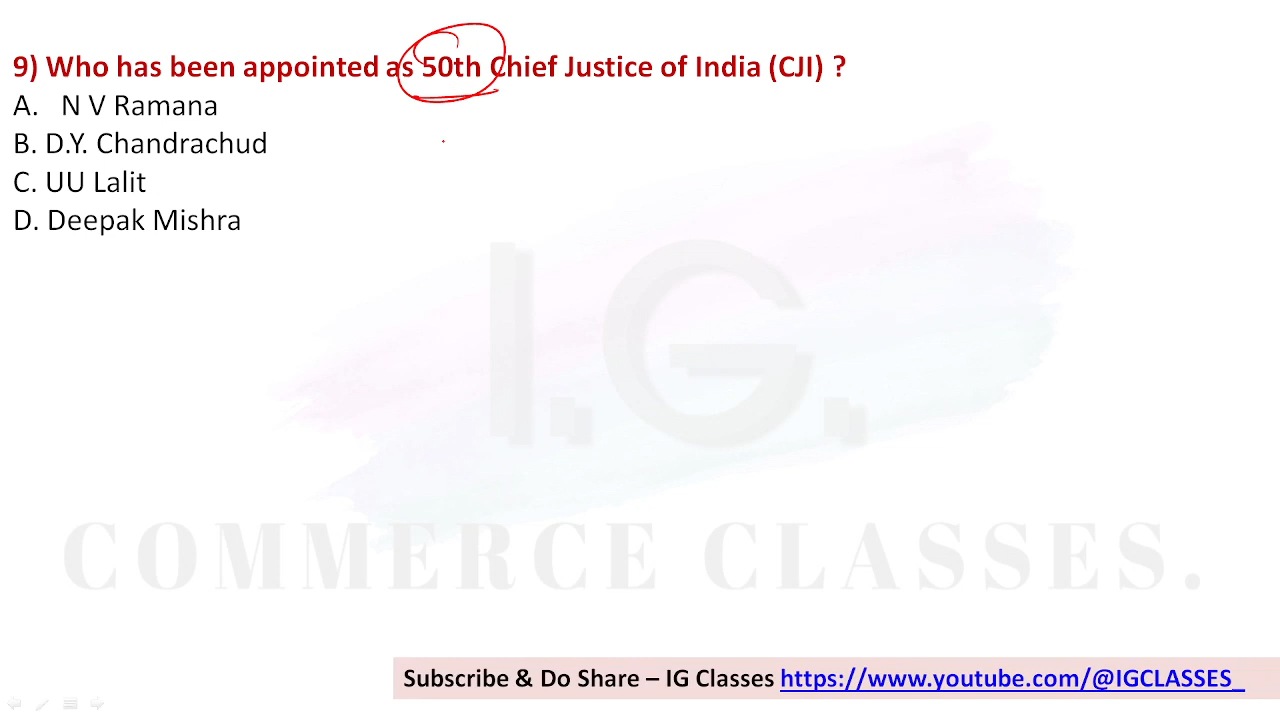 9) Who has been appointed as 50th Chief Justice of India (CJI) ?
A. N V Ramana
B. D.Y. Chandrachud
C. UU Lalit
D. Deepak Mishra
I.G.
COMMERCE CLASSES.
Subscribe & Do Share – IG Classes https://www.youtube.com/@IGCLASSES_